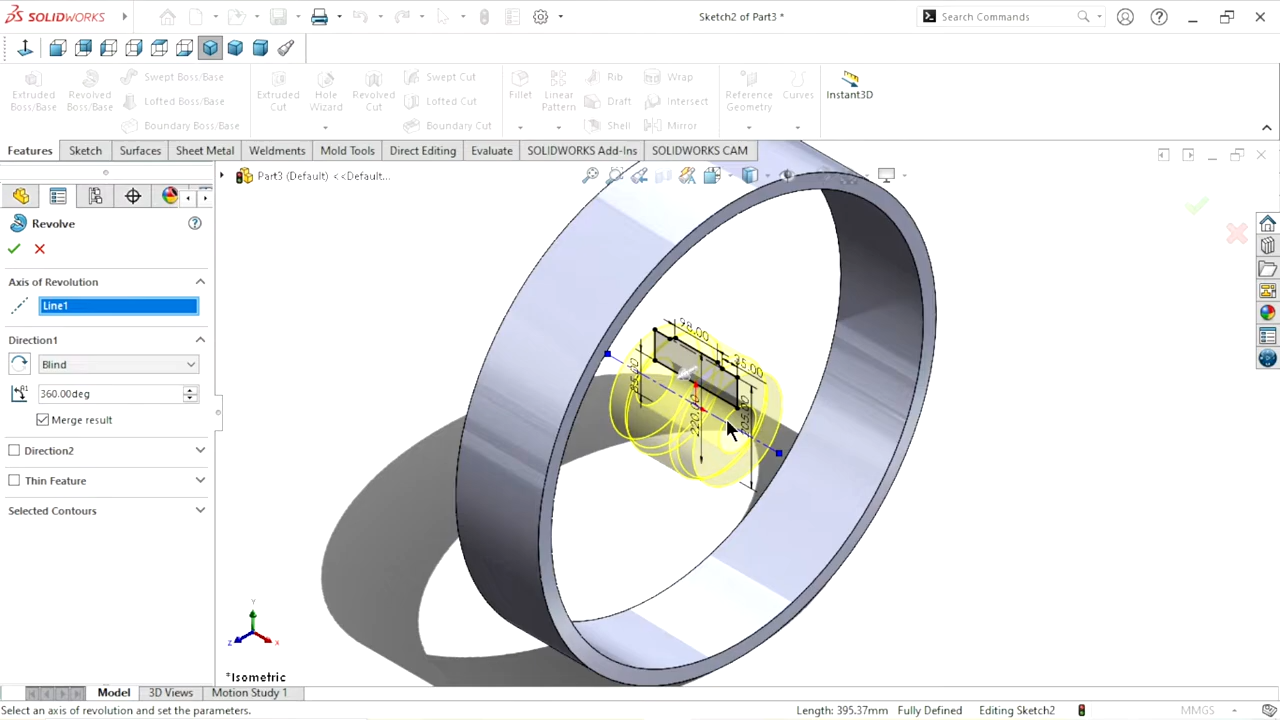 SOLIDWORKS
Sketch2 of Part3 *
Search Commands
Extruded Boss/Base
Revolved Boss/Base
Swept Boss/Base
Lofted Boss/Base
Boundary Boss/Base
Extruded Cut
Hole Wizard
Revolved Cut
Swept Cut
Lofted Cut
Boundary Cut
Fillet
Linear Pattern
Rib
Draft
Shell
Wrap
Intersect
Mirror
Reference Geometry
Curves
Instant3D
Features
Sketch
Surfaces
Sheet Metal
Weldments
Mold Tools
Direct Editing
Evaluate
SOLIDWORKS Add-Ins
SOLIDWORKS CAM
Part3 (Default) <<Default...
Revolve
Axis of Revolution
Line1
Direction1
Blind
360.00deg
Merge result
Direction2
Thin Feature
Selected Contours
220.00
Y
Z
X
*Isometric
Model
3D Views
Motion Study 1
Select an axis of revolution and set the parameters.
Length: 395.37mm
Fully Defined
Editing Sketch2
MMGS